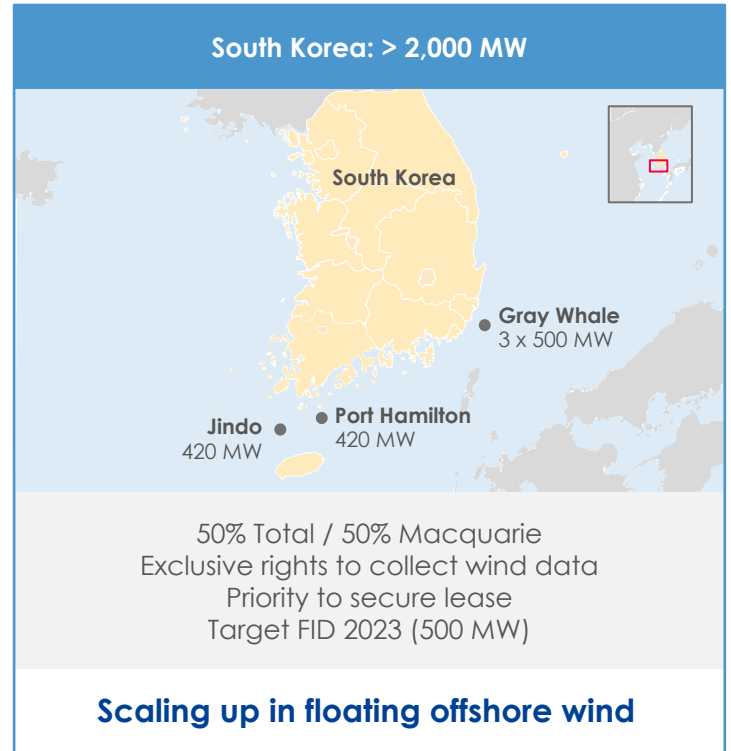 South Korea: > 2,000 MW
South Korea
Gray Whale
3 x 500 MW
Port Hamilton
420 MW
Jindo
420 MW
50% Total / 50% Macquarie
Exclusive rights to collect wind data
Priority to secure lease
Target FID 2023 (500 MW)
Scaling up in floating offshore wind